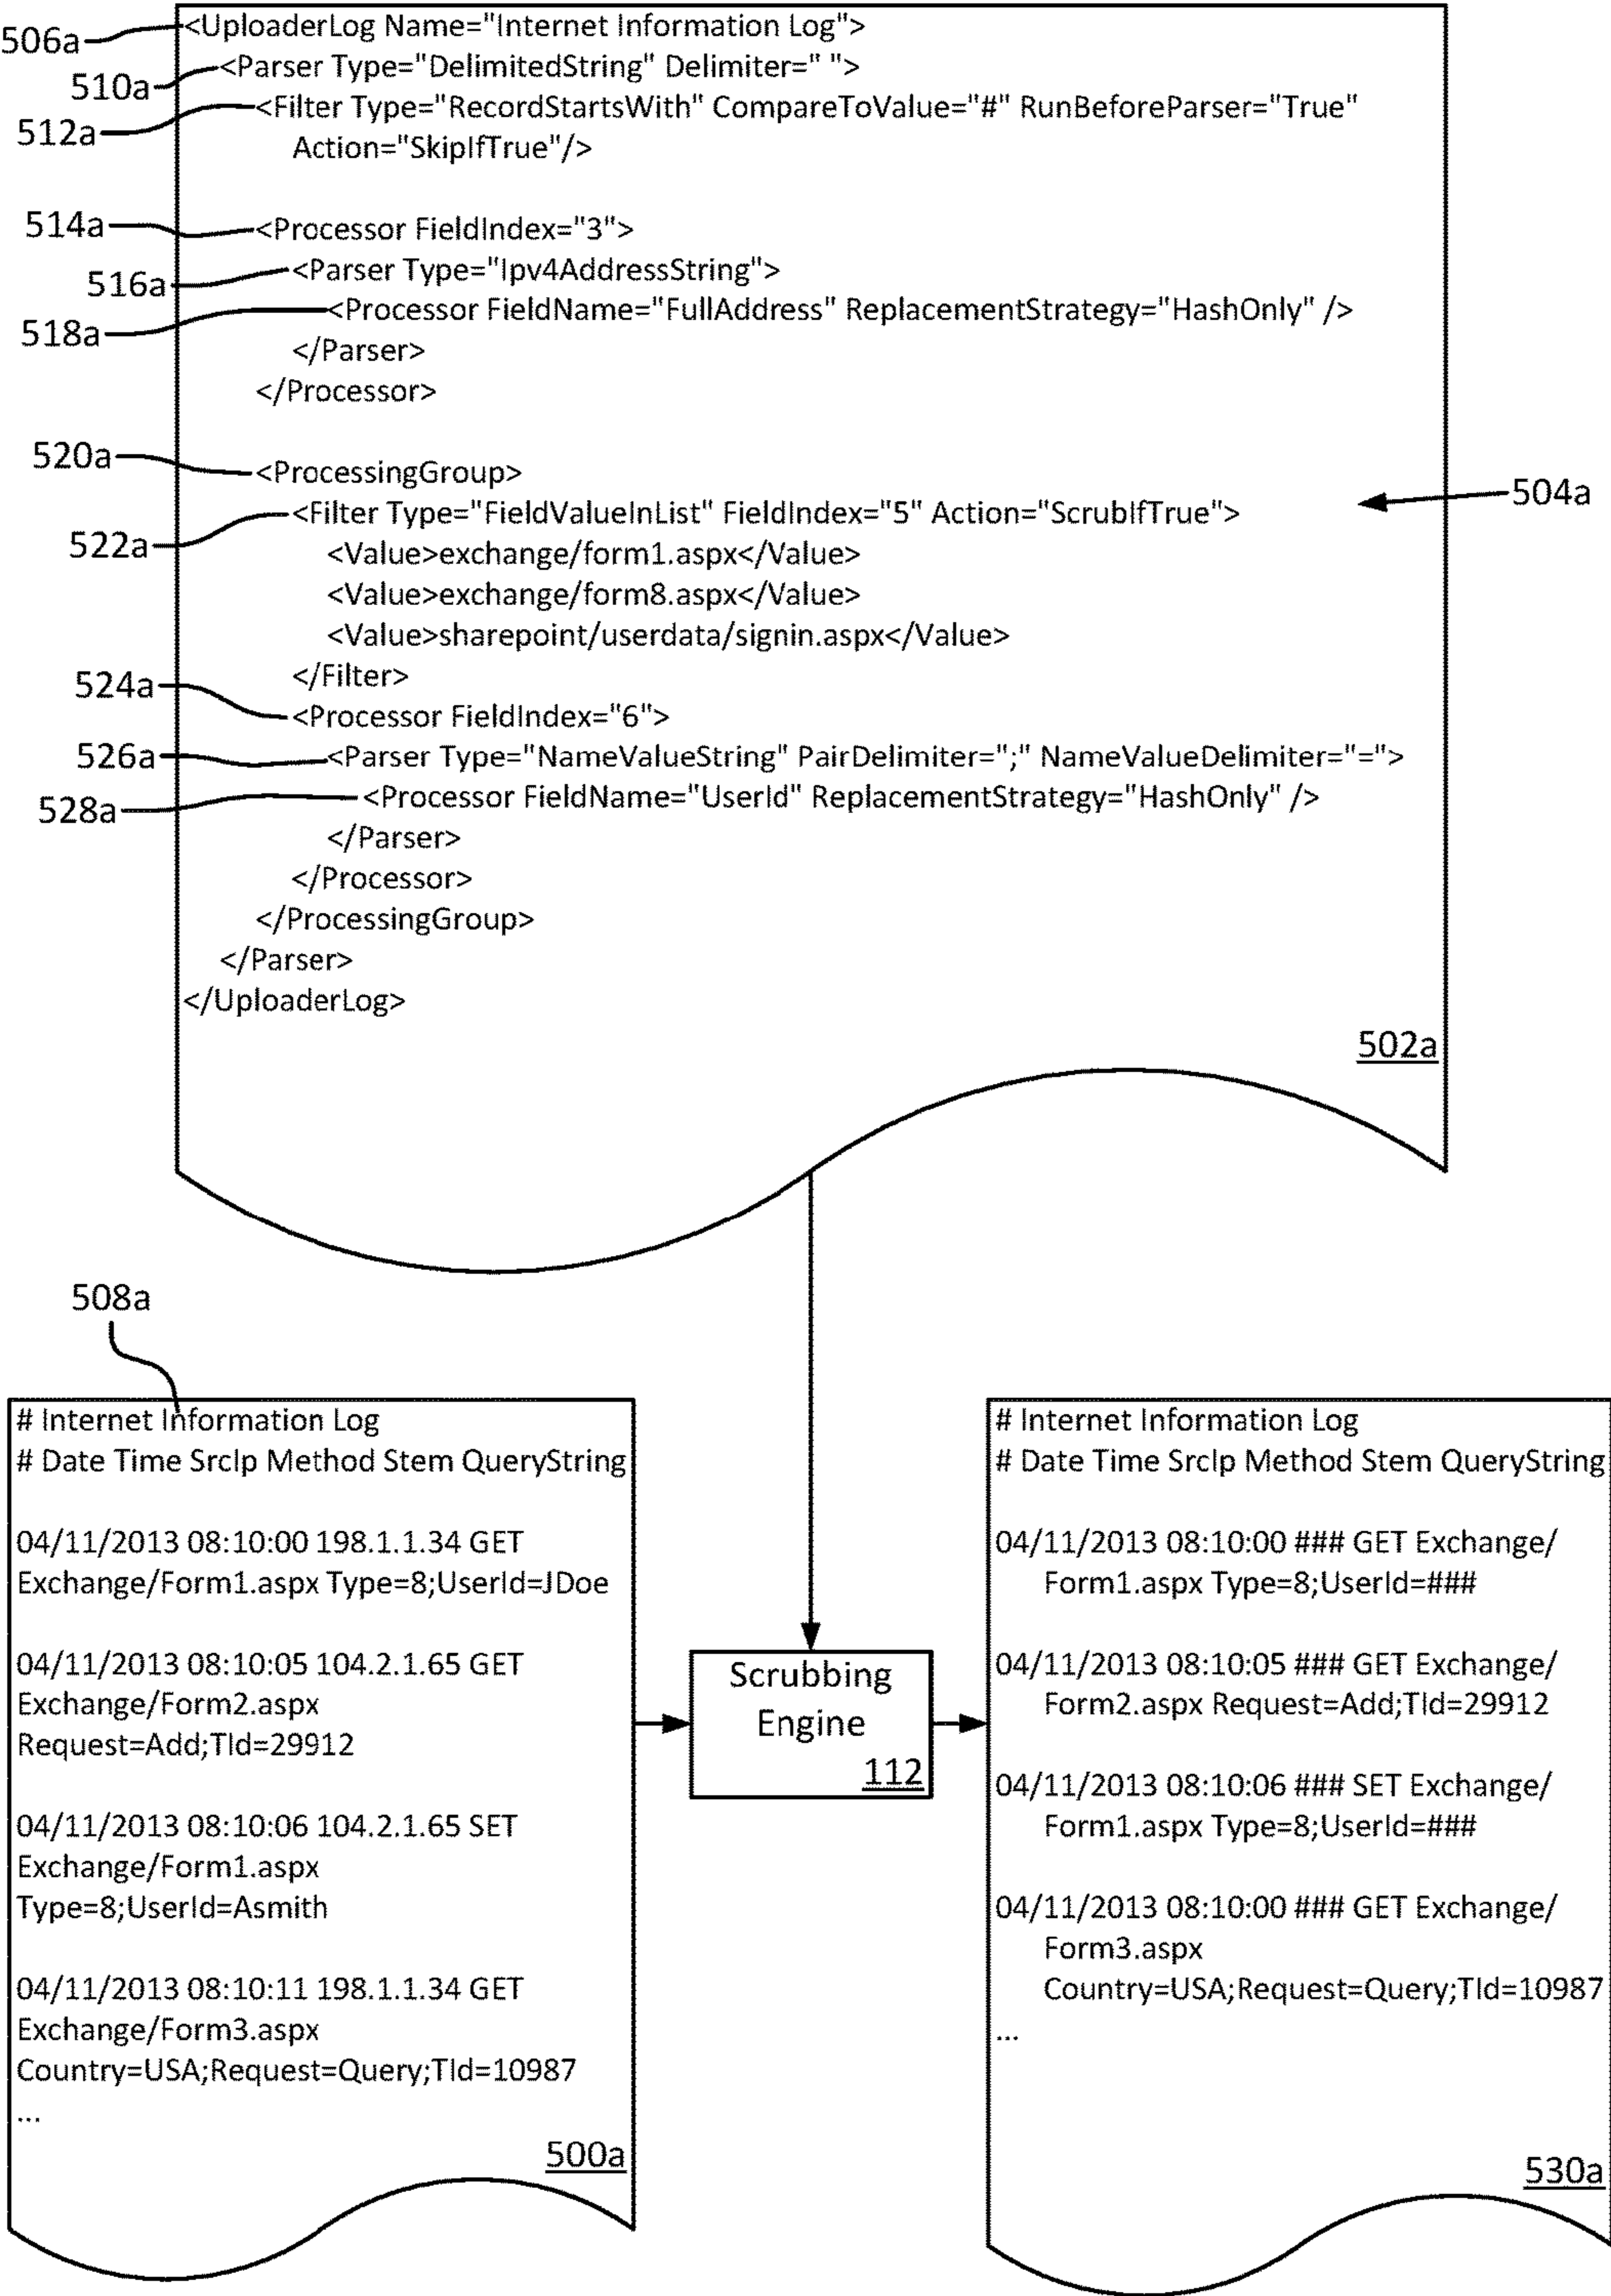 506a <UploaderLog Name="Internet Information Log">
510a <Parser Type="DelimitedString" Delimiter=" ">
512a <Filter Type="RecordStartsWith" CompareToValue="#" RunBeforeParser="True"
Action="SkipIfTrue"/>
514a <Processor FieldIndex="3">
516a <Parser Type="Ipv4AddressString">
518a <Processor FieldName="FullAddress" ReplacementStrategy="HashOnly" />
</Parser>
</Processor>
520a <ProcessingGroup>
522a <Filter Type="FieldValueInList" FieldIndex="5" Action="ScrubIfTrue">
504a
<Value>exchange/form1.aspx</Value>
<Value>exchange/form8.aspx</Value>
<Value>sharepoint/userdata/signin.aspx</Value>
</Filter>
524a <Processor FieldIndex="6">
526a <Parser Type="NameValueString" PairDelimiter=";" NameValueDelimiter="=">
528a <Processor FieldName="UserId" ReplacementStrategy="HashOnly" />
</Parser>
</Processor>
</ProcessingGroup>
</Parser>
</UploaderLog>
502a
508a
# Internet Information Log
# Date Time SrcIp Method Stem QueryString
04/11/2013 08:10:00 198.1.1.34 GET
Exchange/Form1.aspx Type=8;UserId=JDoe
04/11/2013 08:10:05 104.2.1.65 GET
Exchange/Form2.aspx
Request=Add;TId=29912
04/11/2013 08:10:06 104.2.1.65 SET
Exchange/Form1.aspx
Type=8;UserId=Asmith
04/11/2013 08:10:11 198.1.1.34 GET
Exchange/Form3.aspx
Country=USA;Request=Query;TId=10987
...
500a
Scrubbing
Engine
112
# Internet Information Log
# Date Time SrcIp Method Stem QueryString
04/11/2013 08:10:00 ### GET Exchange/
Form1.aspx Type=8;UserId=###
04/11/2013 08:10:05 ### GET Exchange/
Form2.aspx Request=Add;TId=29912
04/11/2013 08:10:06 ### SET Exchange/
Form1.aspx Type=8;UserId=###
04/11/2013 08:10:00 ### GET Exchange/
Form3.aspx
Country=USA;Request=Query;TId=10987
...
530a